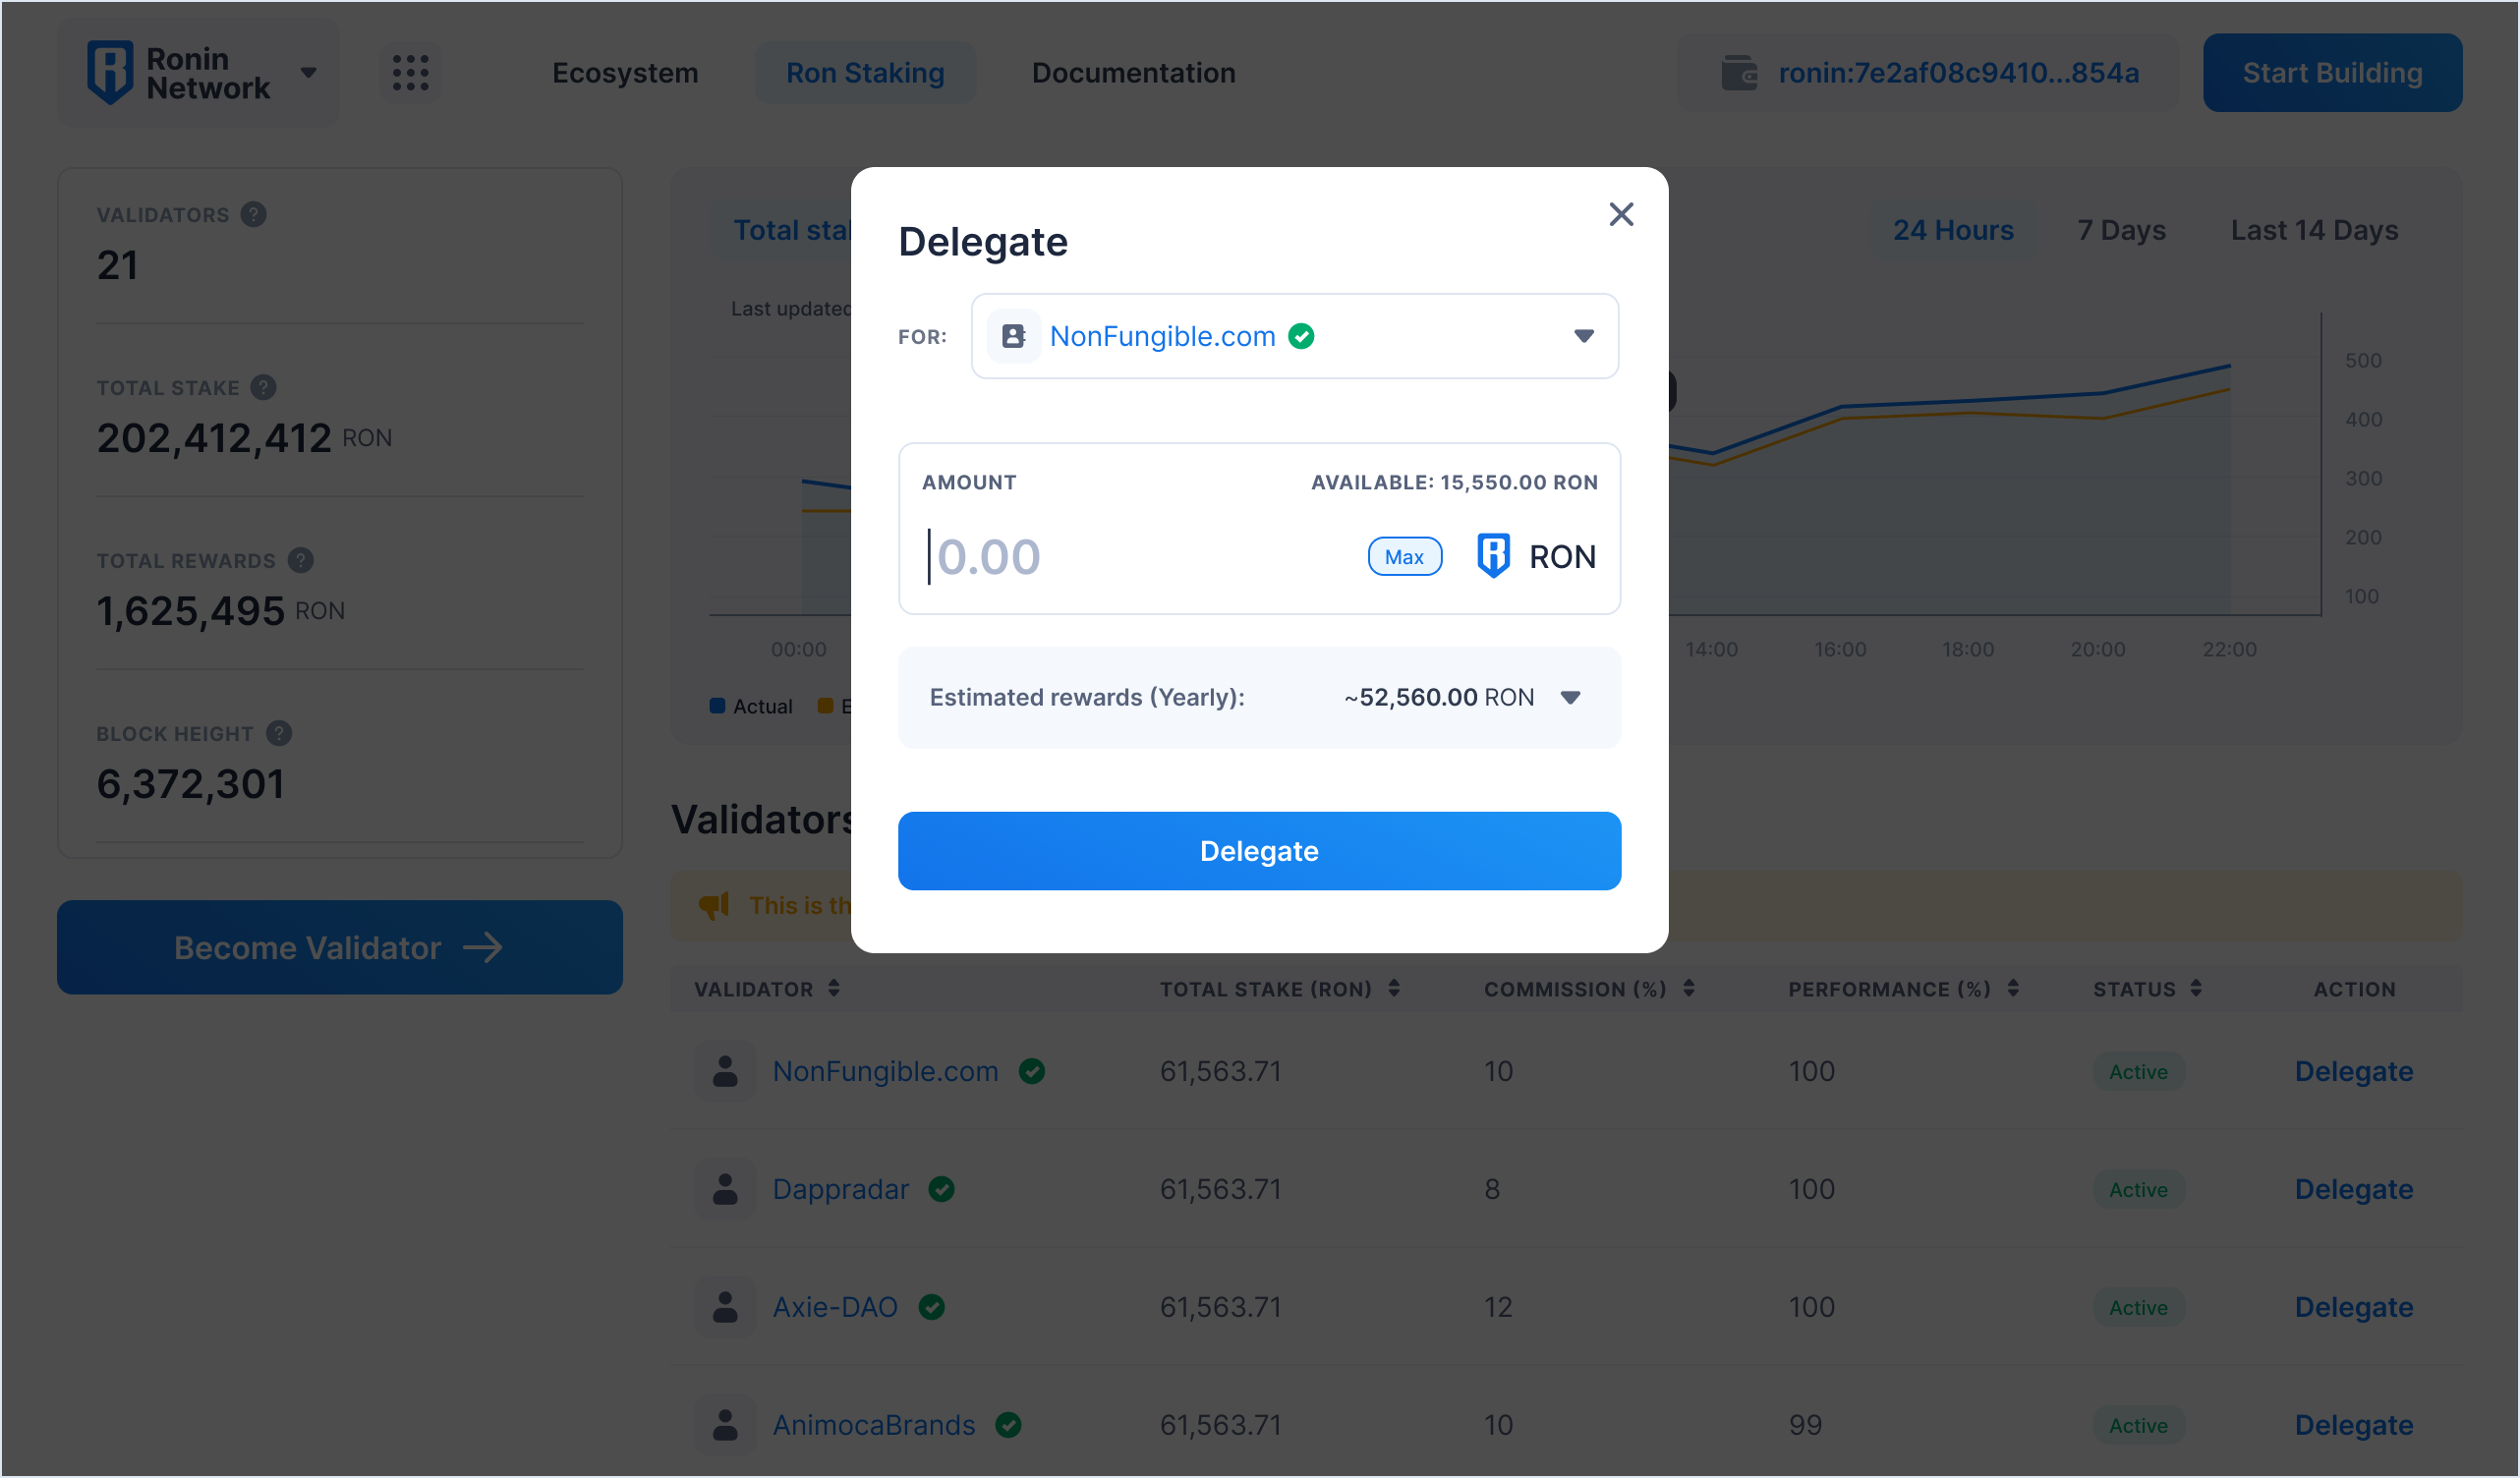 Ronin
Network
Ecosystem
Ron Staking
Documentation
ronin:7e2af08c9410...854a
Start Building
VALIDATORS ?
21
TOTAL STAKE ?
202,412,412 RON
TOTAL REWARDS ?
1,625,495 RON
BLOCK HEIGHT ?
6,372,301
Become Validator →
Total
24 Hours
7 Days
Last 14 Days
Last updated
500
400
300
200
100
00:00
14:00
16:00
18:00
20:00
22:00
Actual
Delegate
FOR:
NonFungible.com
AMOUNT
AVAILABLE: 15,550.00 RON
0.00
Max
RON
Estimated rewards (Yearly):
~52,560.00 RON
Delegate
Validators
This is
VALIDATOR
TOTAL STAKE (RON)
COMMISSION (%)
PERFORMANCE (%)
STATUS
ACTION
NonFungible.com 61,563.71 10 100 Active Delegate
Dappradar 61,563.71 8 100 Active Delegate
Axie-DAO 61,563.71 12 100 Active Delegate
AnimocaBrands 61,563.71 10 99 Active Delegate